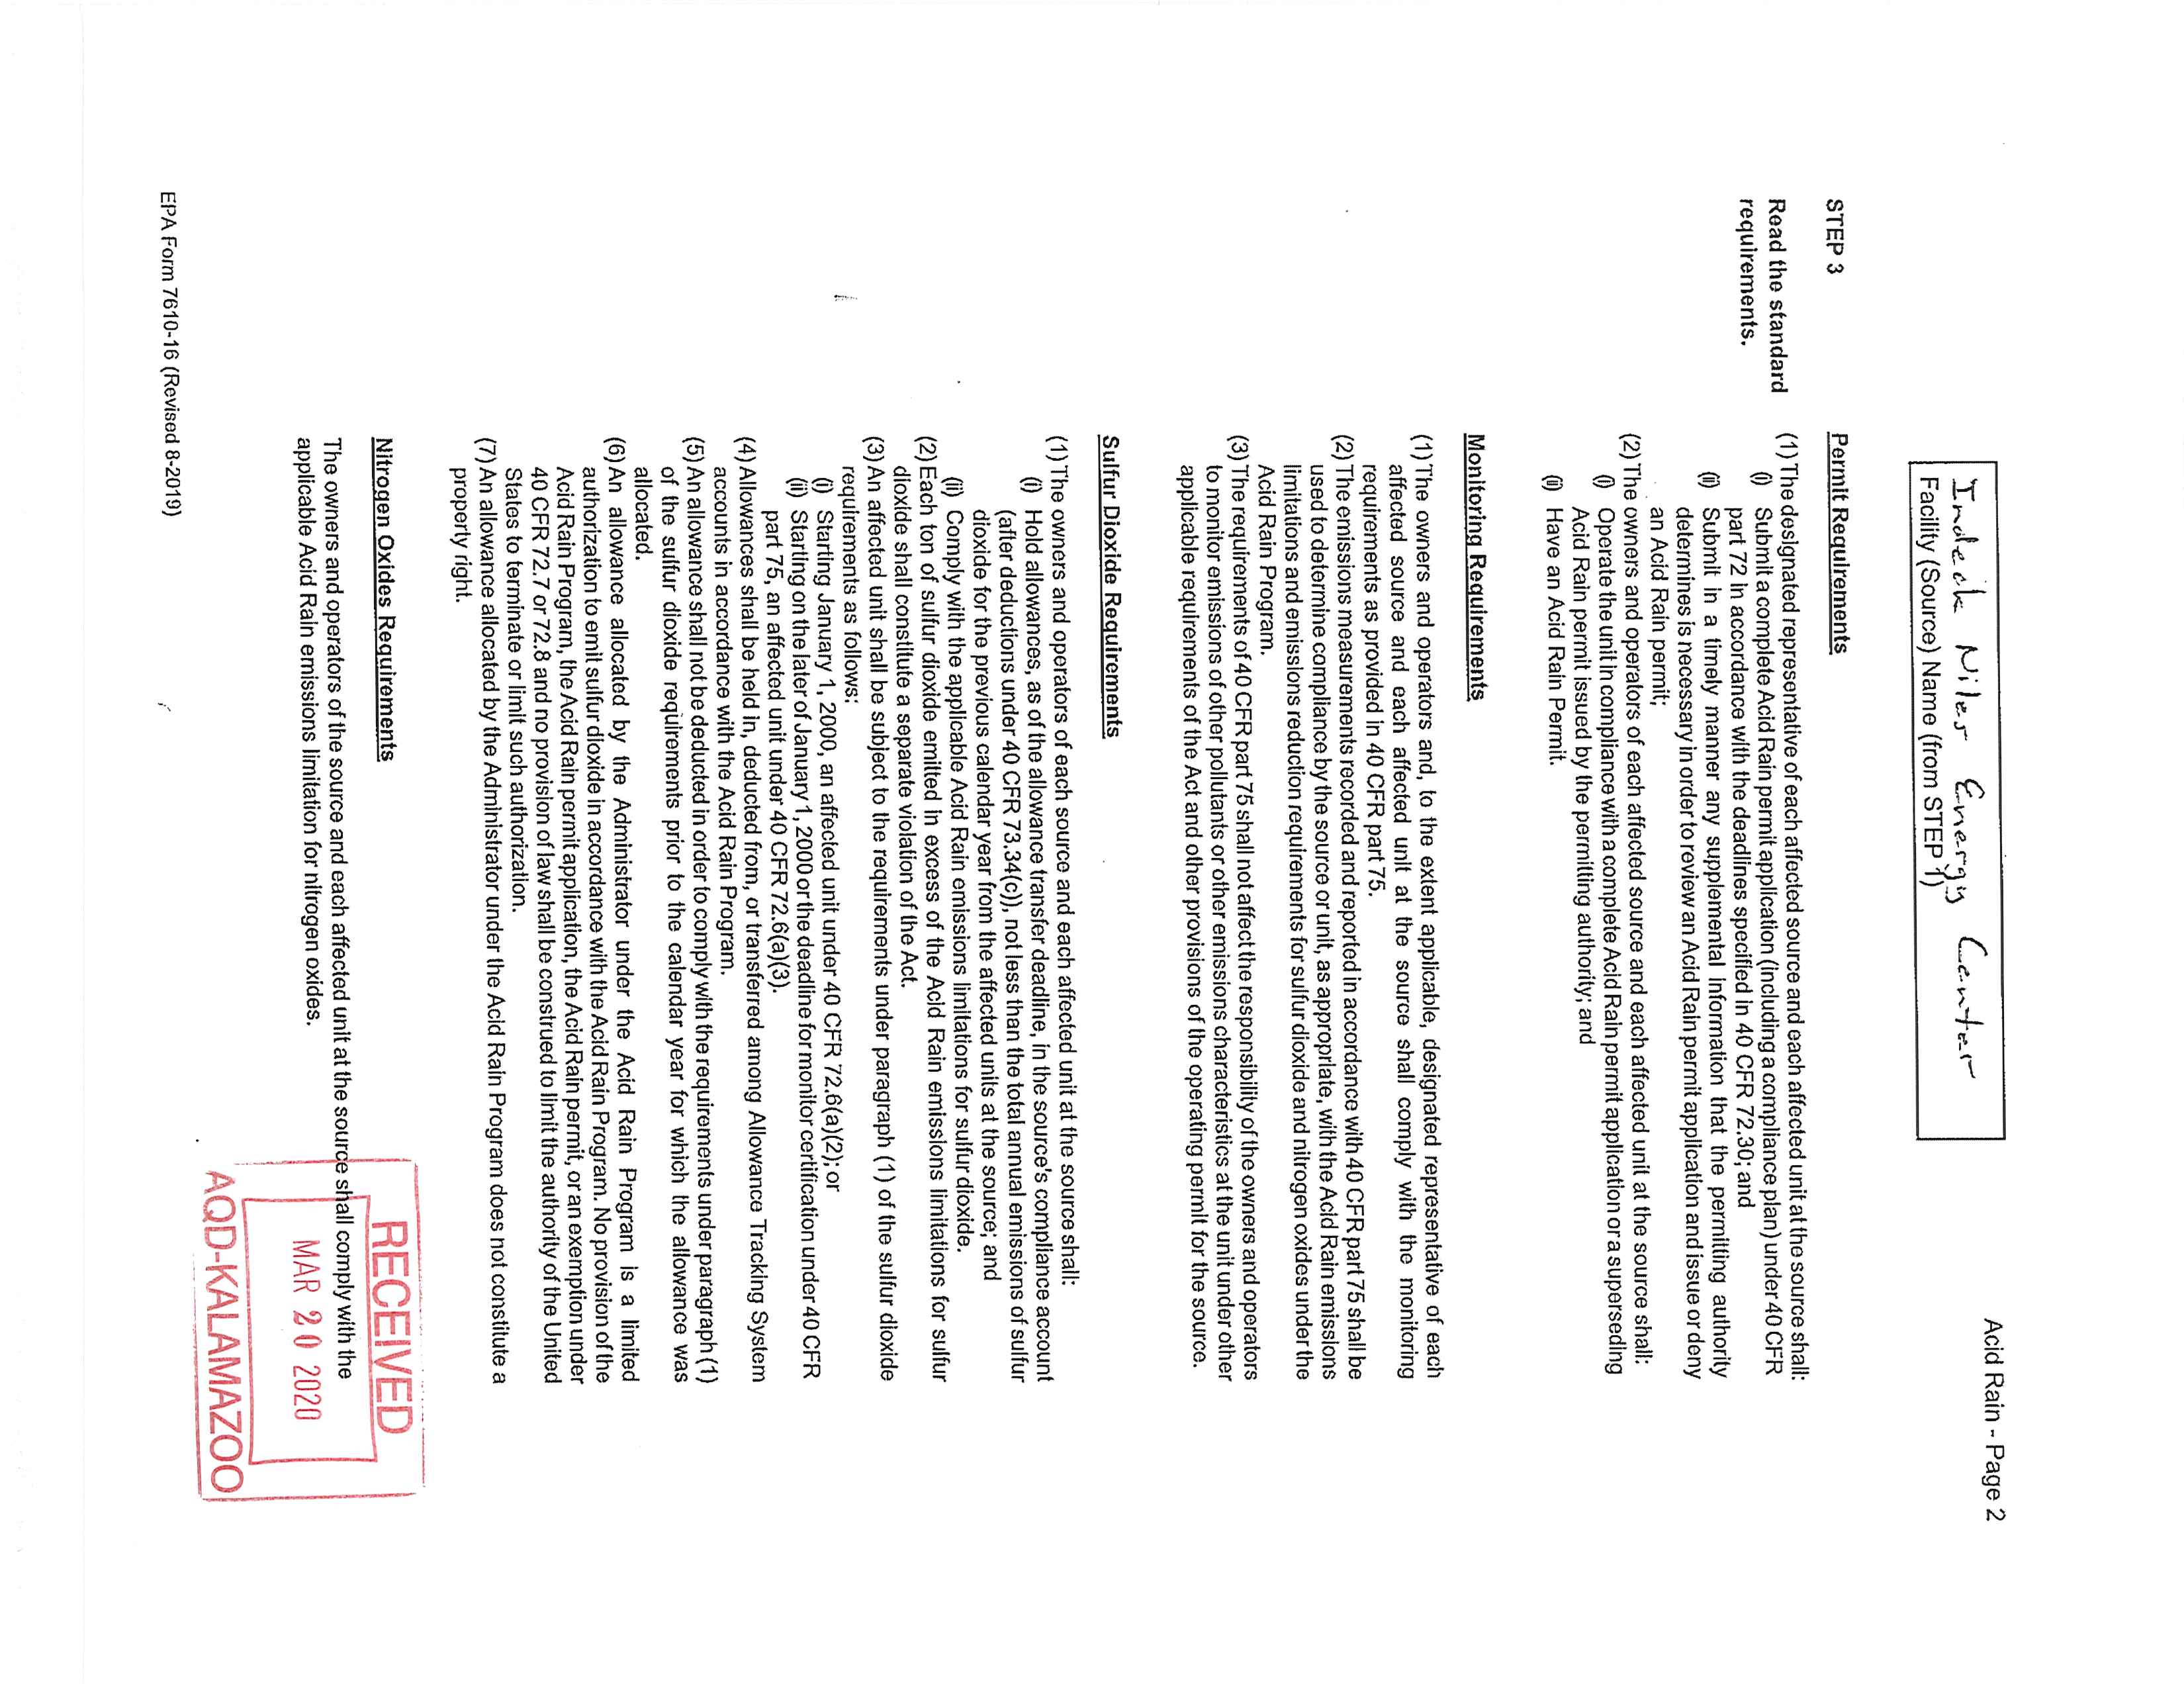 Acid Rain - Page 2
Indeck Niles Energy Center
Facility (Source) Name (from STEP 1)
STEP 3
Read the standard
requirements.
Permit Requirements
(1) The designated representative of each affected source and each affected unit at the source shall:
(i) Submit a complete Acid Rain permit application (including a compliance plan) under 40 CFR
part 72 in accordance with the deadlines specified in 40 CFR 72.30; and
(ii) Submit in a timely manner any supplemental information that the permitting authority
determines is necessary in order to review an Acid Rain permit application and issue or deny
an Acid Rain permit;
(2) The owners and operators of each affected source and each affected unit at the source shall:
(i) Operate the unit in compliance with a complete Acid Rain permit application or a superseding
Acid Rain permit issued by the permitting authority; and
(ii) Have an Acid Rain Permit.
Monitoring Requirements
(1) The owners and operators and, to the extent applicable, designated representative of each
affected source and each affected unit at the source shall comply with the monitoring
requirements as provided in 40 CFR part 75.
(2) The emissions measurements recorded and reported in accordance with 40 CFR part 75 shall be
used to determine compliance by the source or unit, as appropriate, with the Acid Rain emissions
limitations and emissions reduction requirements for sulfur dioxide and nitrogen oxides under the
Acid Rain Program.
(3) The requirements of 40 CFR part 75 shall not affect the responsibility of the owners and operators
to monitor emissions of other pollutants or other emissions characteristics at the unit under other
applicable requirements of the Act and other provisions of the operating permit for the source.
Sulfur Dioxide Requirements
(1) The owners and operators of each source and each affected unit at the source shall:
(i) Hold allowances, as of the allowance transfer deadline, in the source's compliance account
(after deductions under 40 CFR 73.34(c)), not less than the total annual emissions of sulfur
dioxide for the previous calendar year from the affected units at the source; and
(ii) Comply with the applicable Acid Rain emissions limitations for sulfur dioxide.
(2) Each ton of sulfur dioxide emitted in excess of the Acid Rain emissions limitations for sulfur
dioxide shall constitute a separate violation of the Act.
(3) An affected unit shall be subject to the requirements under paragraph (1) of the sulfur dioxide
requirements as follows:
(i) Starting January 1, 2000, an affected unit under 40 CFR 72.6(a)(2); or
(ii) Starting on the later of January 1, 2000 or the deadline for monitor certification under 40 CFR
part 75, an affected unit under 40 CFR 72.6(a)(3).
(4) Allowances shall be held in, deducted from, or transferred among Allowance Tracking System
accounts in accordance with the Acid Rain Program.
(5) An allowance shall not be deducted in order to comply with the requirements under paragraph (1)
of the sulfur dioxide requirements prior to the calendar year for which the allowance was
allocated.
(6) An allowance allocated by the Administrator under the Acid Rain Program is a limited
authorization to emit sulfur dioxide in accordance with the Acid Rain Program. No provision of the
Acid Rain Program, the Acid Rain permit application, the Acid Rain permit, or an exemption under
40 CFR 72.7 or 72.8 and no provision of law shall be construed to limit the authority of the United
States to terminate or limit such authorization.
(7) An allowance allocated by the Administrator under the Acid Rain Program does not constitute a
property right.
Nitrogen Oxides Requirements
The owners and operators of the source and each affected unit at the source shall comply with the
applicable Acid Rain emissions limitation for nitrogen oxides.
RECEIVED
MAR 20 2020
AQD-KALAMAZOO
EPA Form 7610-16 (Revised 8-2019)